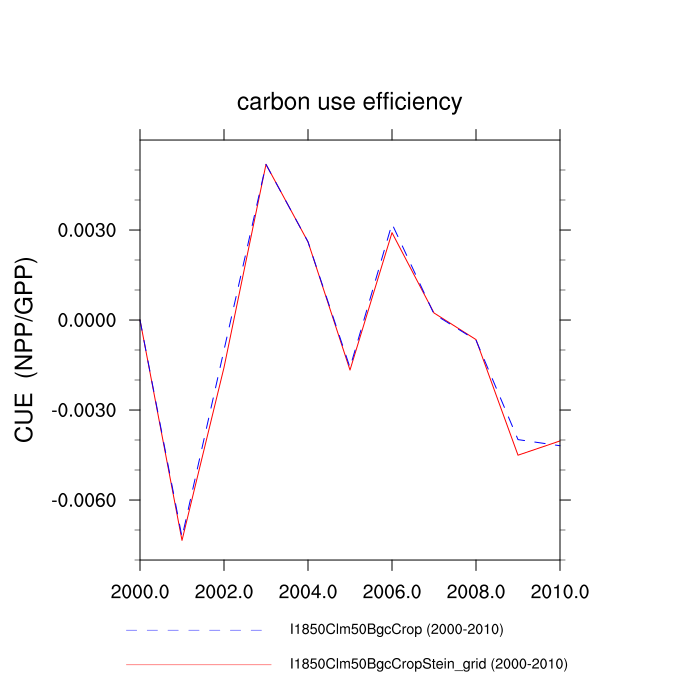 carbon use efficiency
CUE (NPP/GPP)
0.0030
0.0000
-0.0030
-0.0060
2000.0 2002.0 2004.0 2006.0 2008.0 2010.0
I1850Clm50BgcCrop (2000-2010)
I1850Clm50BgcCropStein_grid (2000-2010)